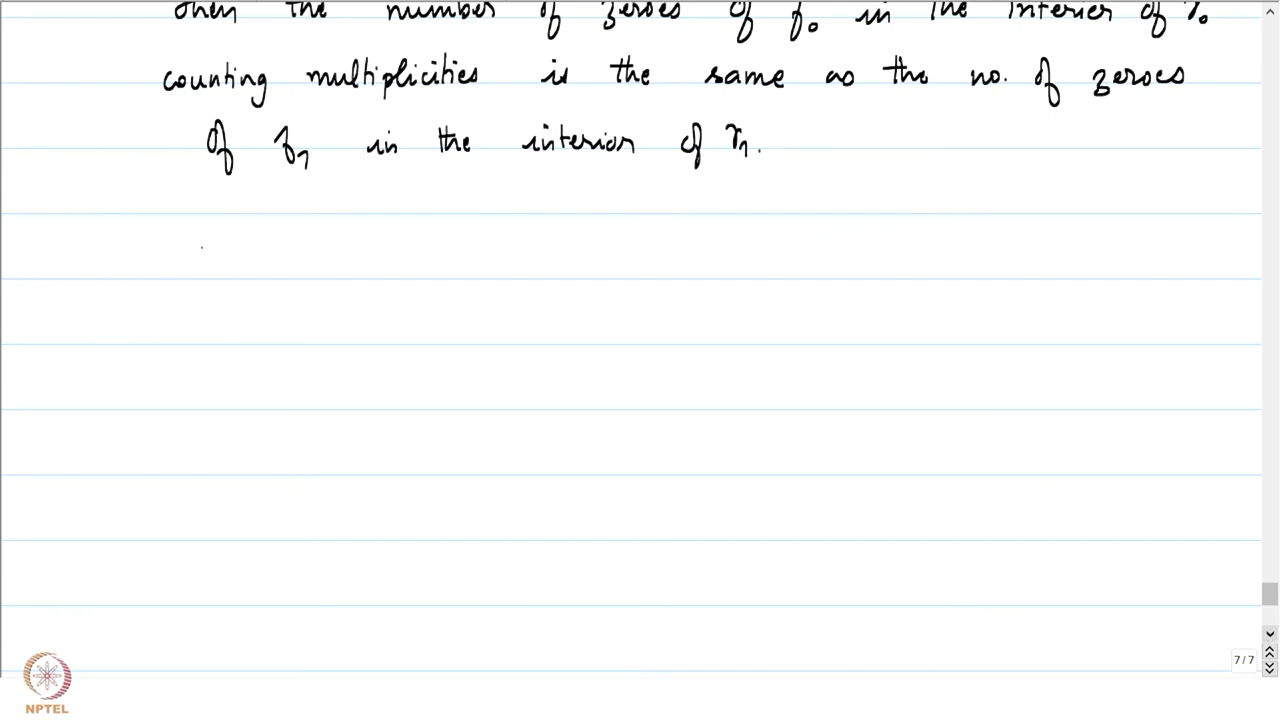 then the number of zeroes of f₀ in the interior of γ₀
counting multiplicities is the same as the no. of zeroes
of f₁ in the interior of γ₁.
7/7
NPTEL